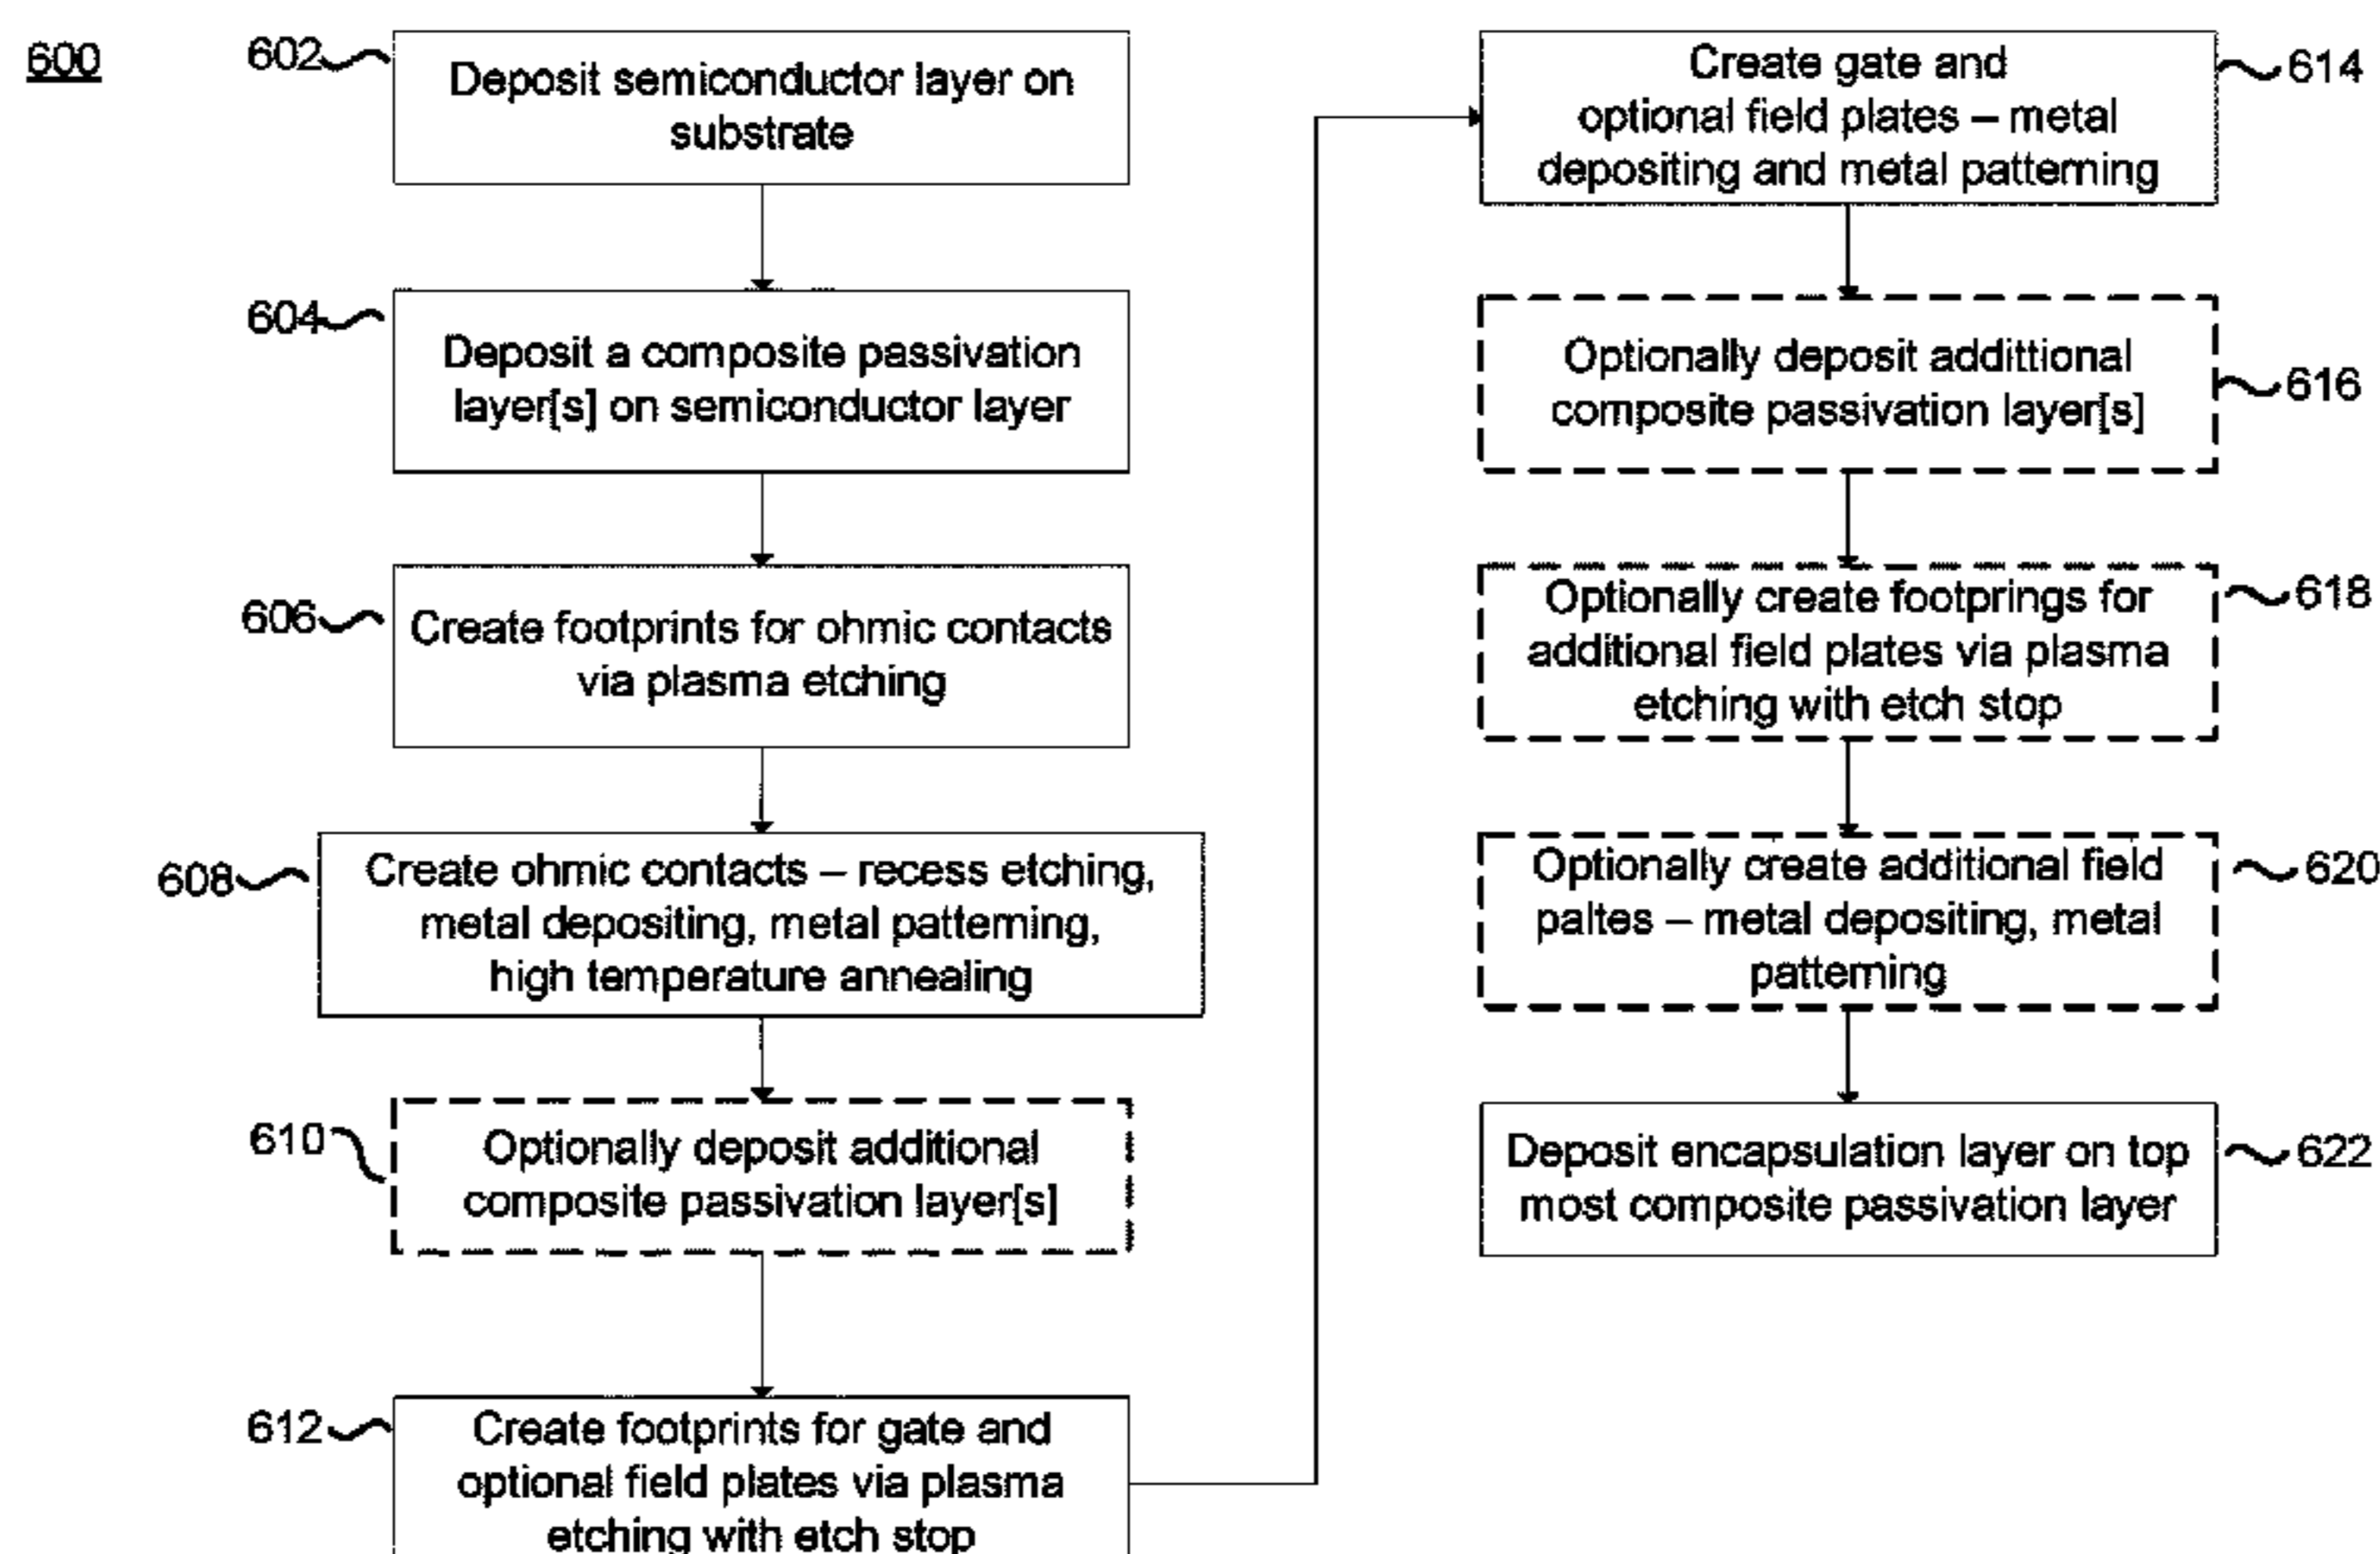 600
602
Deposit semiconductor layer on
substrate
604
Deposit a composite passivation
layer[s] on semiconductor layer
606
Create footprints for ohmic contacts
via plasma etching
608
Create ohmic contacts – recess etching,
metal depositing, metal patterning,
high temperature annealing
610
Optionally deposit additional
composite passivation layer[s]
612
Create footprints for gate and
optional field plates via plasma
etching with etch stop
Create gate and
optional field plates – metal
depositing and metal patterning
614
Optionally deposit addittional
composite passivation layer[s]
616
Optionally create footprings for
additional field plates via plasma
etching with etch stop
618
Optionally create additional field
paltes – metal depositing, metal
patterning
620
Deposit encapsulation layer on top
most composite passivation layer
622